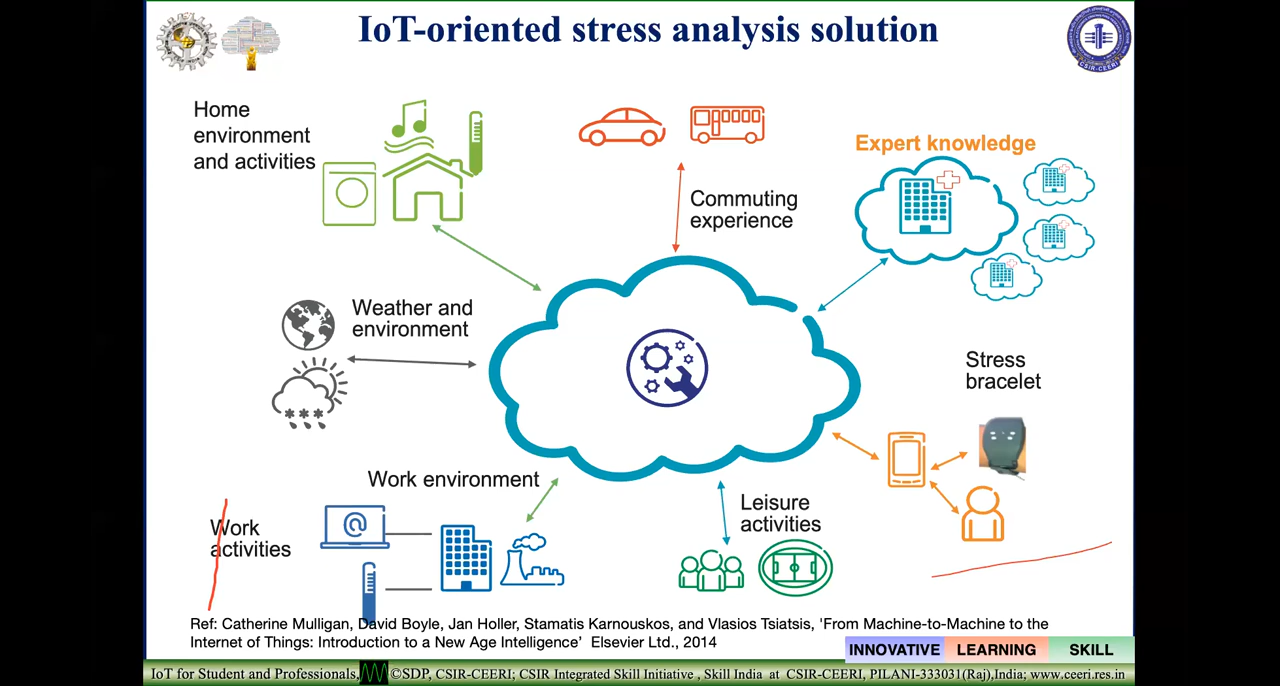 IoT-oriented stress analysis solution
CSIR-CEERI
Home
environment
and activities
Commuting
experience
Expert knowledge
Weather and
environment
Stress
bracelet
Work environment
Leisure
activities
Work
activities
@
Ref: Catherine Mulligan, David Boyle, Jan Holler, Stamatis Karnouskos, and Vlasios Tsiatsis, 'From Machine-to-Machine to the
Internet of Things: Introduction to a New Age Intelligence' Elsevier Ltd., 2014
INNOVATIVE LEARNING SKILL
IoT for Student and Professionals, ©SDP, CSIR-CEERI; CSIR Integrated Skill Initiative , Skill India at CSIR-CEERI, PILANI-333031(Raj),India; www.ceeri.res.in